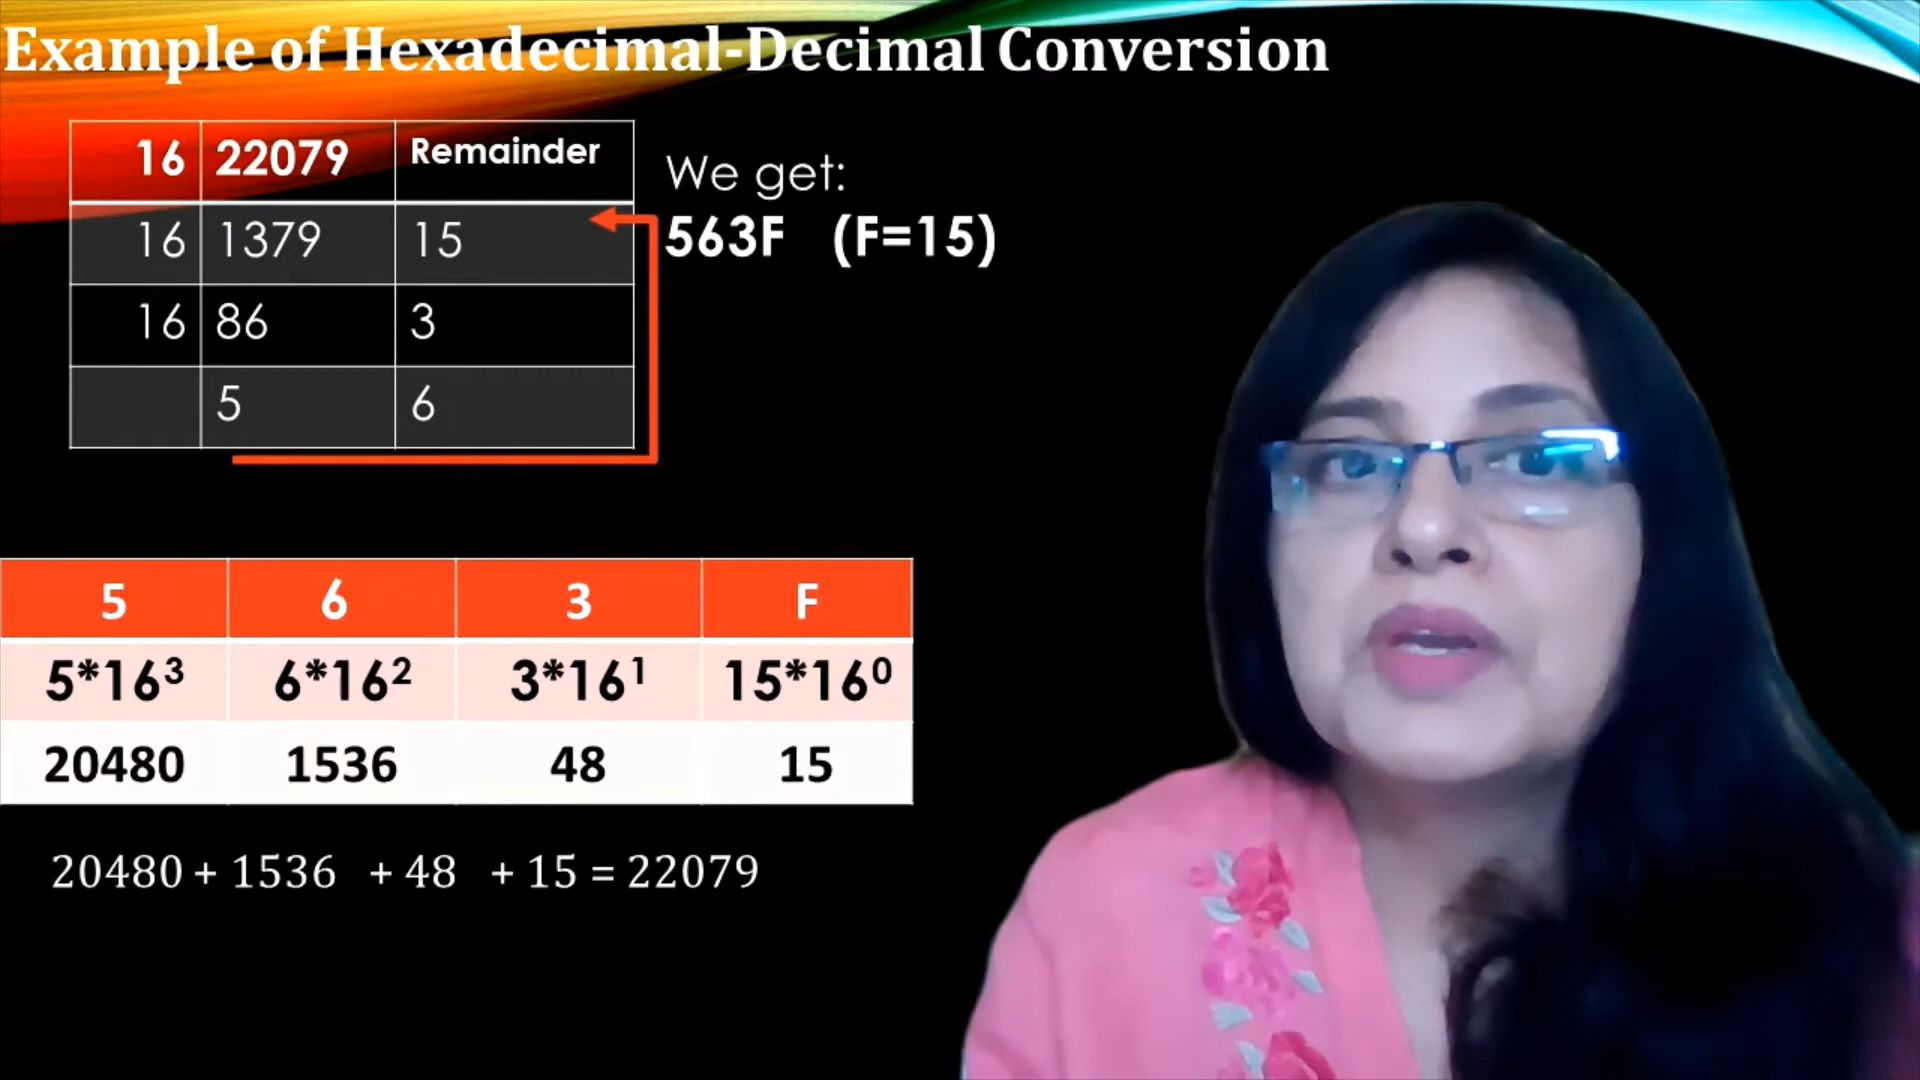 Example of Hexadecimal-Decimal Conversion
16 22079 Remainder
16 1379 15
16 86 3
5 6
We get:
563F (F=15)
5 6 3 F
5*16³ 6*16² 3*16¹ 15*16⁰
20480 1536 48 15
20480 + 1536 + 48 + 15 = 22079